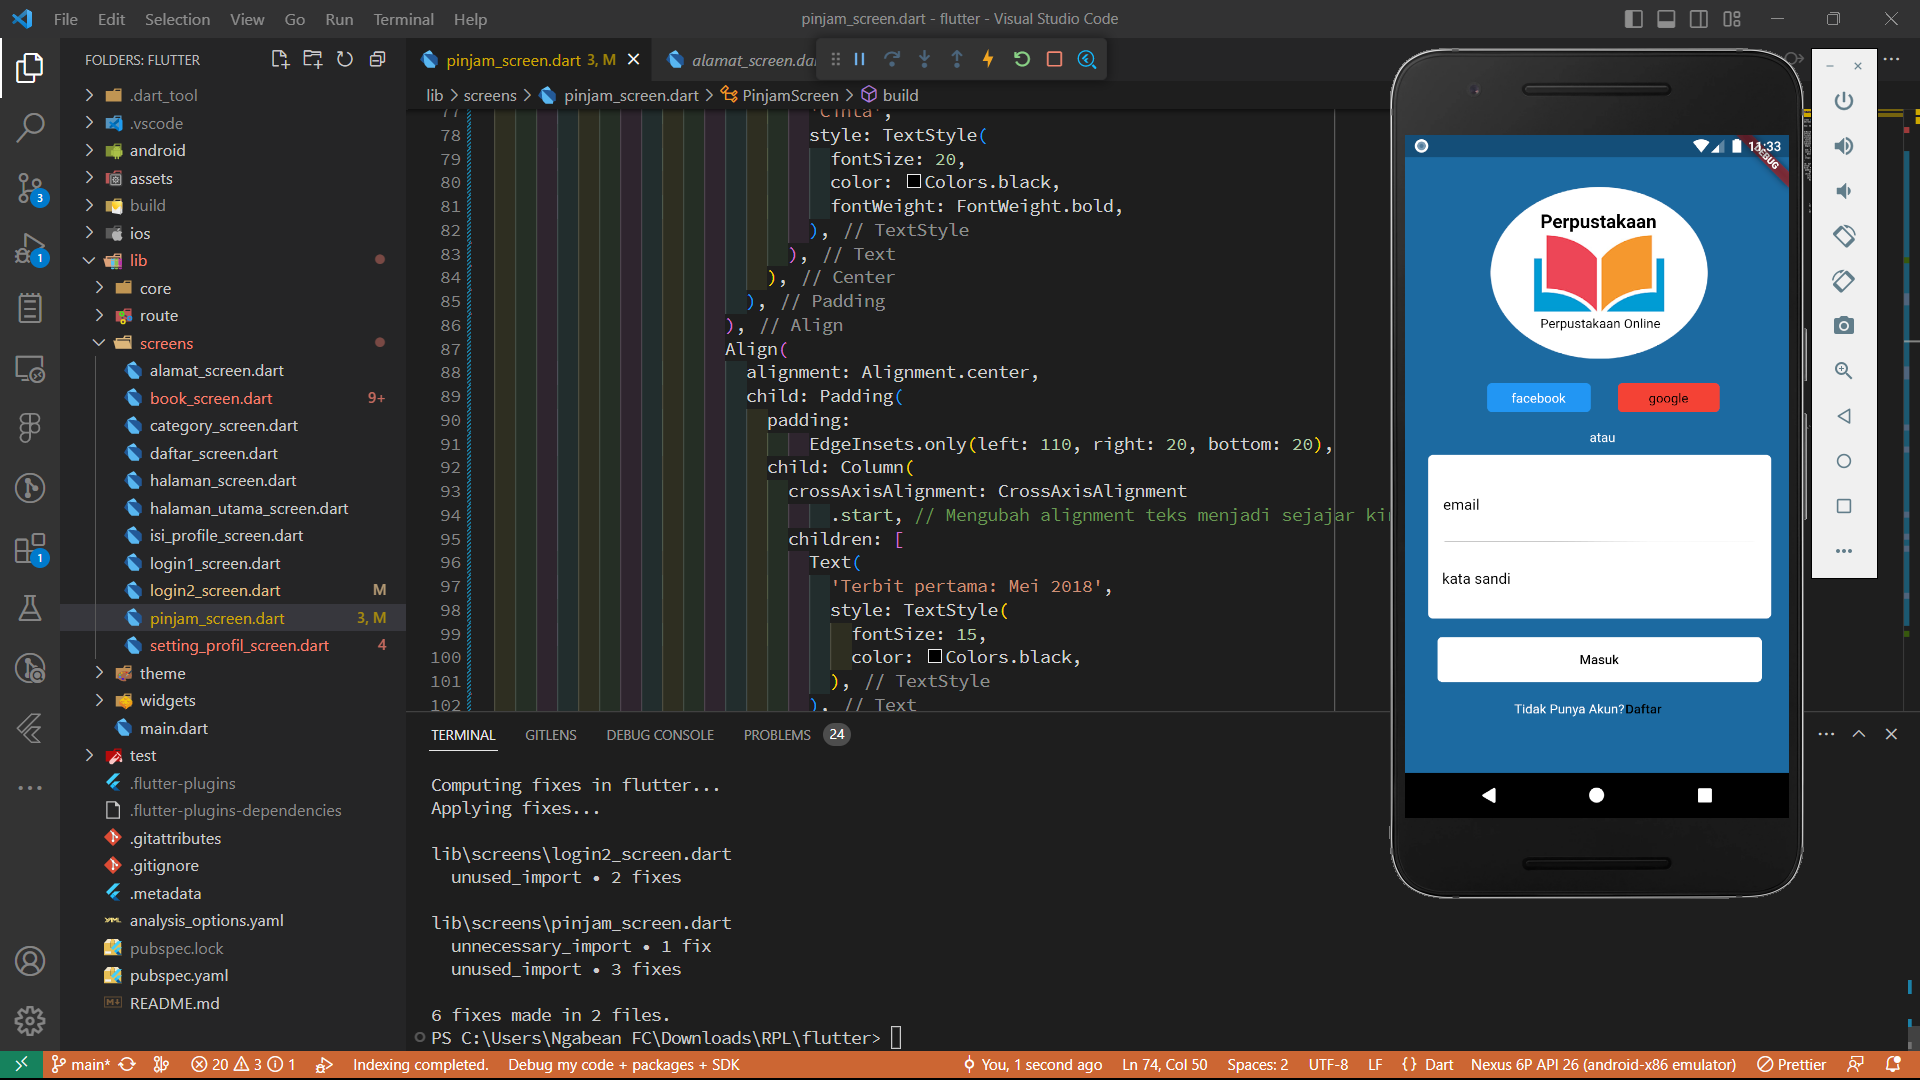 File Edit Selection View Go Run Terminal Help
pinjam_screen.dart - flutter - Visual Studio Code
FOLDERS: FLUTTER
.dart_tool
.vscode
android
assets
build
ios
lib
core
route
screens
alamat_screen.dart
book_screen.dart 9+
category_screen.dart
daftar_screen.dart
halaman_screen.dart
halaman_utama_screen.dart
isi_profile_screen.dart
login1_screen.dart
login2_screen.dart M
pinjam_screen.dart 3, M
setting_profil_screen.dart 4
theme
widgets
main.dart
test
.flutter-plugins
.flutter-plugins-dependencies
.gitattributes
.gitignore
.metadata
analysis_options.yaml
pubspec.lock
pubspec.yaml
README.md
3
1
1
pinjam_screen.dart 3, M
alamat_screen.da
lib > screens > pinjam_screen.dart > PinjamScreen > build
77 'Cinta',
78 style: TextStyle(
79 fontSize: 20,
80 color: Colors.black,
81 fontWeight: FontWeight.bold,
82 ), // TextStyle
83 ), // Text
84 ), // Center
85 ), // Padding
86 ), // Align
87 Align(
88 alignment: Alignment.center,
89 child: Padding(
90 padding:
91 EdgeInsets.only(left: 110, right: 20, bottom: 20),
92 child: Column(
93 crossAxisAlignment: CrossAxisAlignment
94 .start, // Mengubah alignment teks menjadi sejajar ki
95 children: [
96 Text(
97 'Terbit pertama: Mei 2018',
98 style: TextStyle(
99 fontSize: 15,
100 color: Colors.black,
101 ), // TextStyle
102 ), // Text
TERMINAL GITLENS DEBUG CONSOLE PROBLEMS 24
Computing fixes in flutter...
Applying fixes...
lib\screens\login2_screen.dart
unused_import • 2 fixes
lib\screens\pinjam_screen.dart
unnecessary_import • 1 fix
unused_import • 3 fixes
6 fixes made in 2 files.
PS C:\Users\Ngabean FC\Downloads\RPL\flutter>
11:33
DEBUG
Perpustakaan
Perpustakaan Online
facebook google
atau
email
kata sandi
Masuk
Tidak Punya Akun?Daftar
main* 20 3 1 Indexing completed. Debug my code + packages + SDK You, 1 second ago Ln 74, Col 50 Spaces: 2 UTF-8 LF {} Dart Nexus 6P API 26 (android-x86 emulator) Prettier